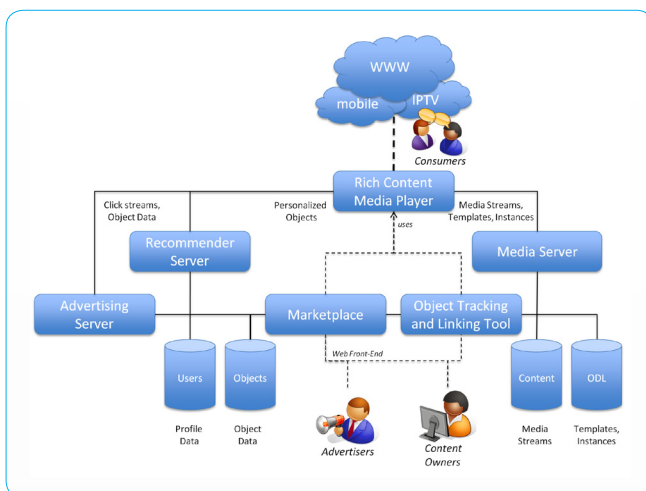 WWW
mobile
IPTV
Consumers
Rich Content
Media Player
Click streams,
Object Data
Personalized
Objects
Media Streams,
Templates, Instances
uses
Recommender
Server
Media Server
Advertising
Server
Marketplace
Object Tracking
and Linking Tool
Web Front-End
Users
Objects
Content
ODL
Profile
Data
Object
Data
Advertisers
Content
Owners
Media
Streams
Templates,
Instances